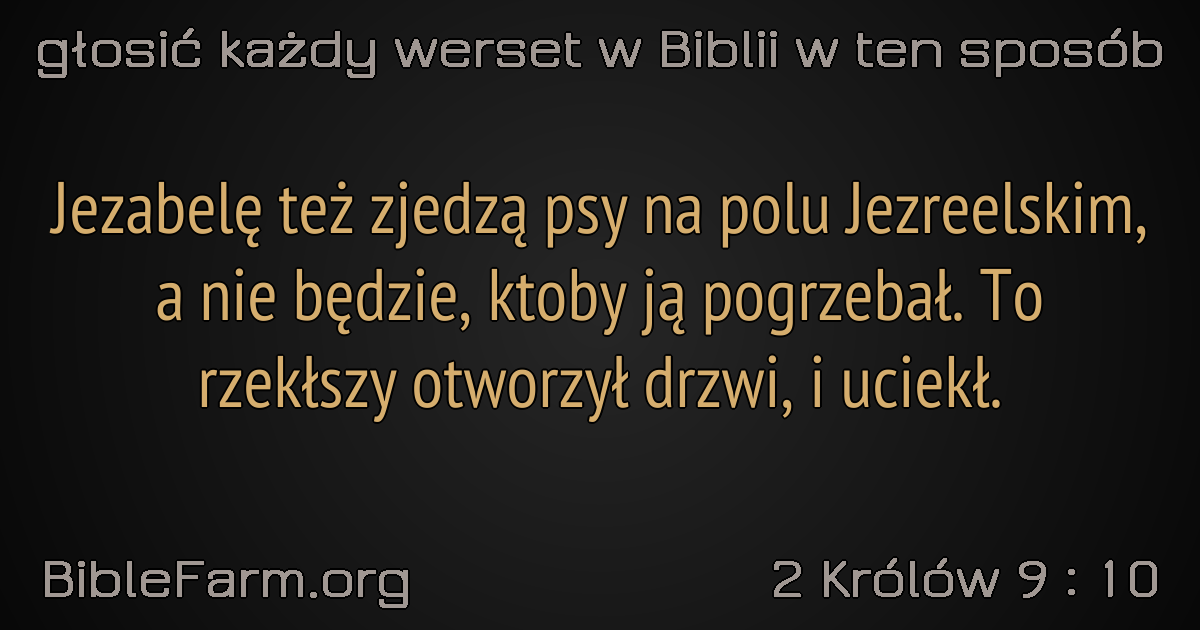 głosić każdy werset w Biblii w ten sposób
Jezabelę też zjedzą psy na polu Jezreelskim,
a nie będzie, ktoby ją pogrzebał. To
rzekłszy otworzył drzwi, i uciekł.
BibleFarm.org
2 Królów 9 : 10